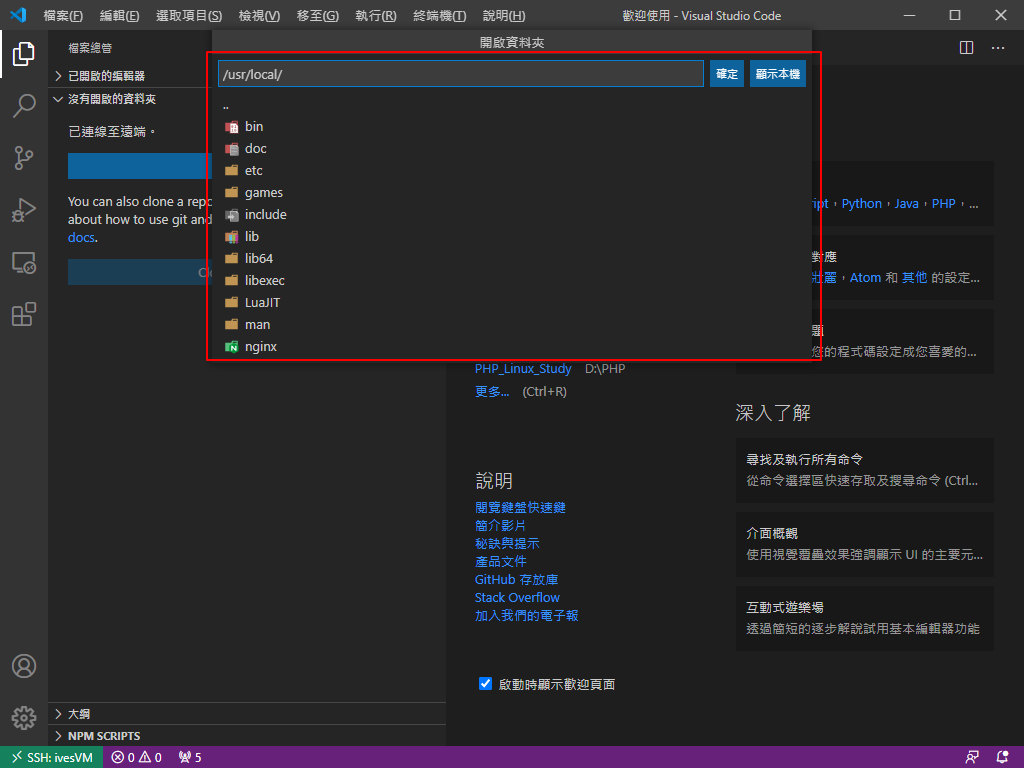 檔案(F) 編輯(E) 選取項目(S) 檢視(V) 移至(G) 執行(R) 終端機(T) 說明(H) 歡迎使用 - Visual Studio Code
檔案總管
已開啟的編輯器
沒有開啟的資料夾
已連線至遠端。
You can also clone a repo
about how to use git and
docs.
開啟資料夾
/usr/local/ 確定 顯示本機
..
bin
doc
etc
games
include
lib
lib64
libexec
LuaJIT
man
nginx
ipt，Python，Java，PHP，...
對應
壯麗，Atom 和 其他 的設定...
題
您的程式碼設定成您喜愛的...
PHP_Linux_Study D:\PHP
更多... (Ctrl+R)
說明
閱覽鍵盤快速鍵
簡介影片
秘訣與提示
產品文件
GitHub 存放庫
Stack Overflow
加入我們的電子報
啟動時顯示歡迎頁面
深入了解
尋找及執行所有命令
從命令選擇區快速存取及搜尋命令 (Ctrl...
介面概觀
使用視覺覆疊效果強調顯示 UI 的主要元...
互動式遊樂場
透過簡短的逐步解說試用基本編輯器功能
大綱
NPM SCRIPTS
SSH: ivesVM 0 0 5